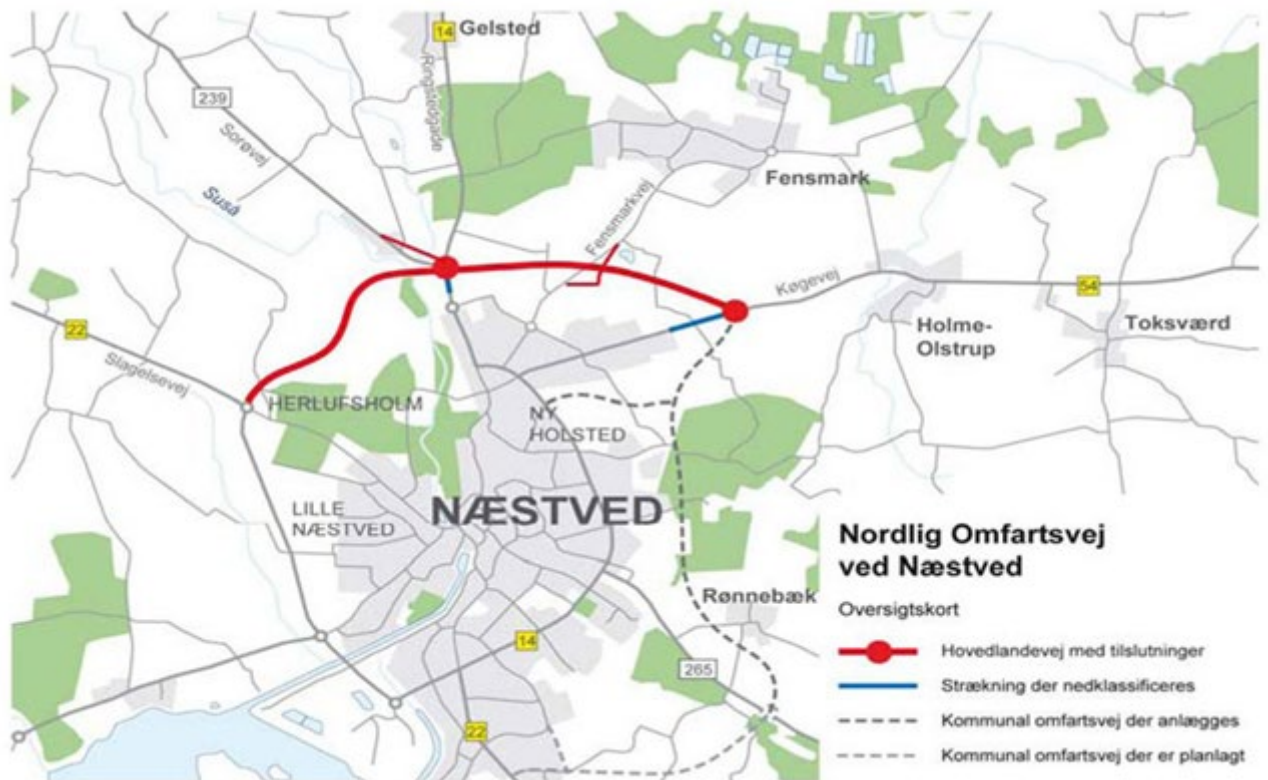 14
Gelsted
Ringstedgade
239
Sorøvej
Suså
Fensmark
Fensmarkvej
Køgevej
54
Holme-
Olstrup
Toksværd
22
Slagelsevej
HERLUFSHOLM
NY
HOLSTED
LILLE
NÆSTVED
NÆSTVED
Rønnebæk
14
265
22
Nordlig Omfartsvej
ved Næstved
Oversigtskort
Hovedlandevej med tilslutninger
Strækning der nedklassificeres
Kommunal omfartsvej der anlægges
Kommunal omfartsvej der er planlagt